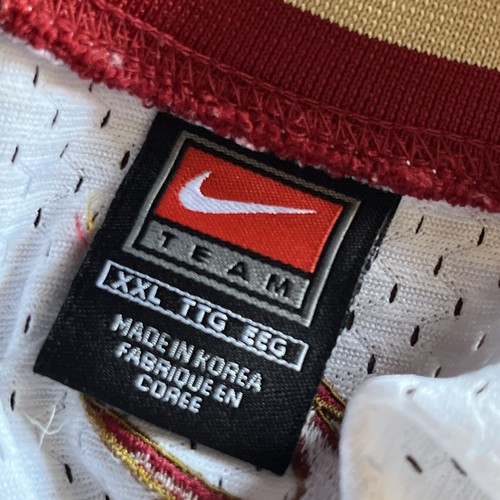 TEAM
XXL TTG EEG
MADE IN KOREA
FABRIQUE EN
COREE